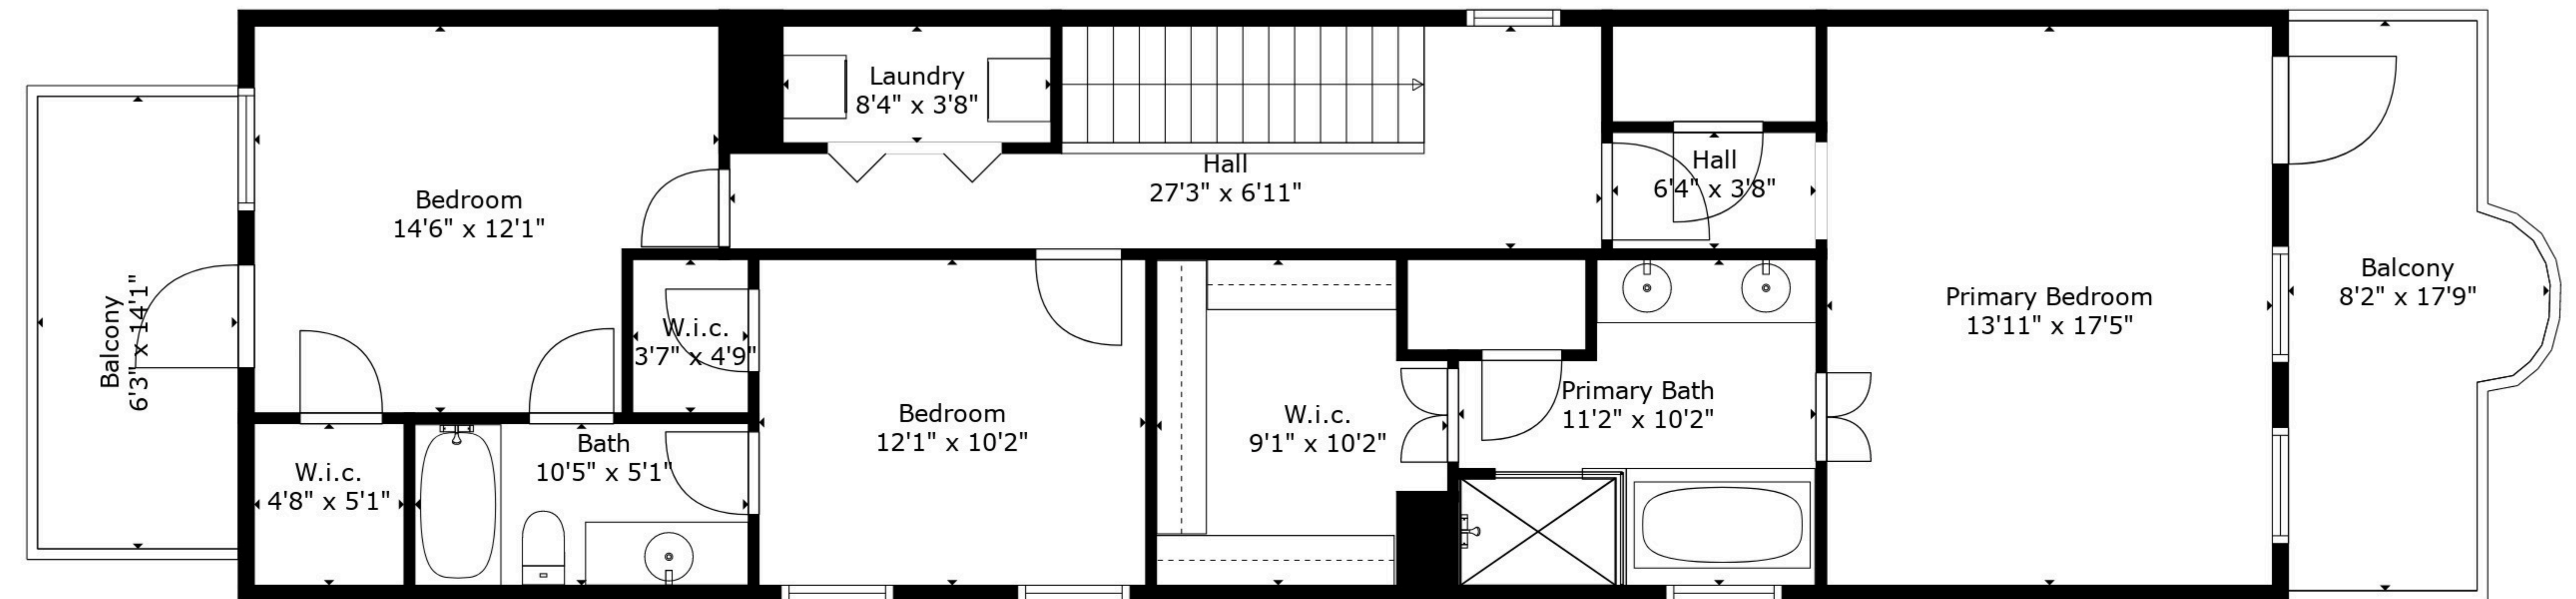 Laundry
8'4" x 3'8"
Hall
27'3" x 6'11"
Hall
6'4" x 3'8"
Bedroom
14'6" x 12'1"
Balcony
6'3" x 14'1"
W.i.c.
3'7" x 4'9"
Bedroom
12'1" x 10'2"
W.i.c.
9'1" x 10'2"
Primary Bath
11'2" x 10'2"
Primary Bedroom
13'11" x 17'5"
Balcony
8'2" x 17'9"
W.i.c.
4'8" x 5'1"
Bath
10'5" x 5'1"